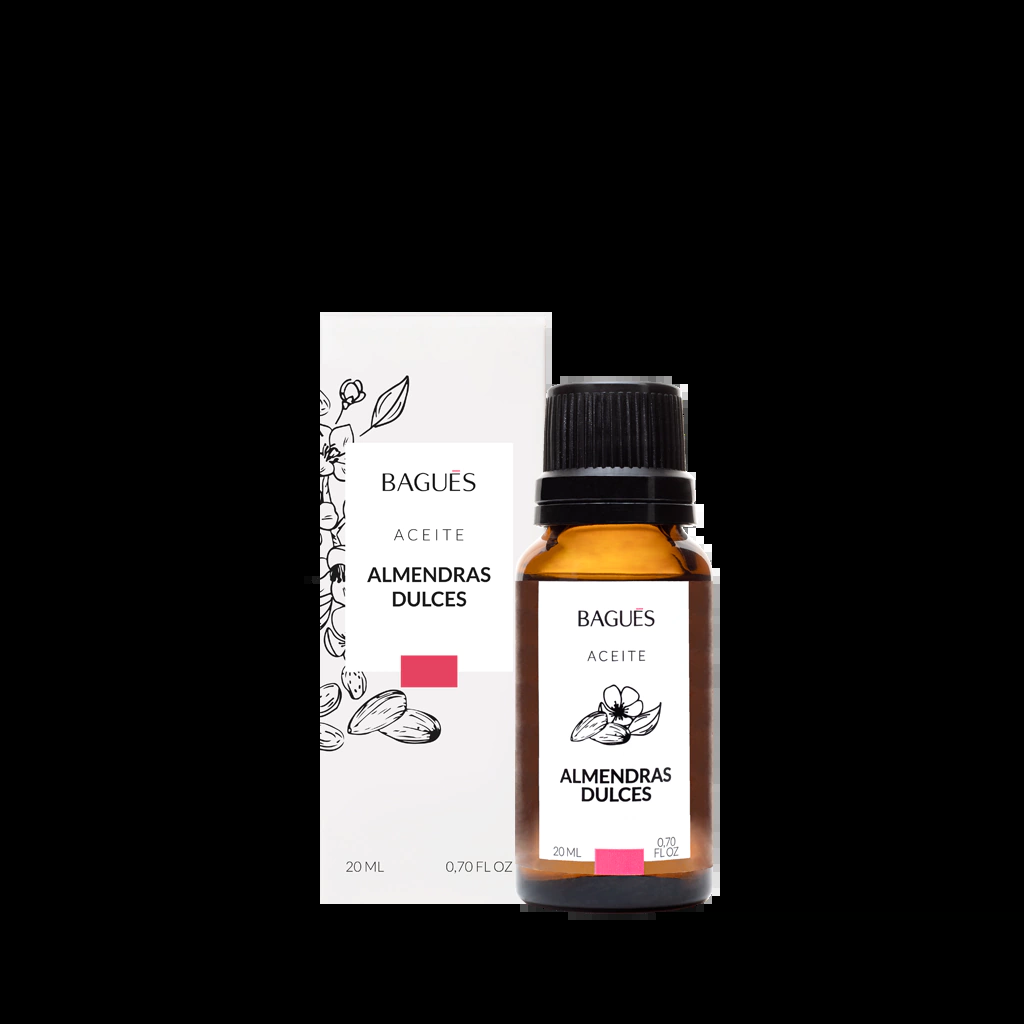 BAGUĒS
ACEITE
ALMENDRAS
DULCES
20 ML 0,70 FL OZ
BAGUĒS
ACEITE
ALMENDRAS
DULCES
20 ML
0,70
FL OZ